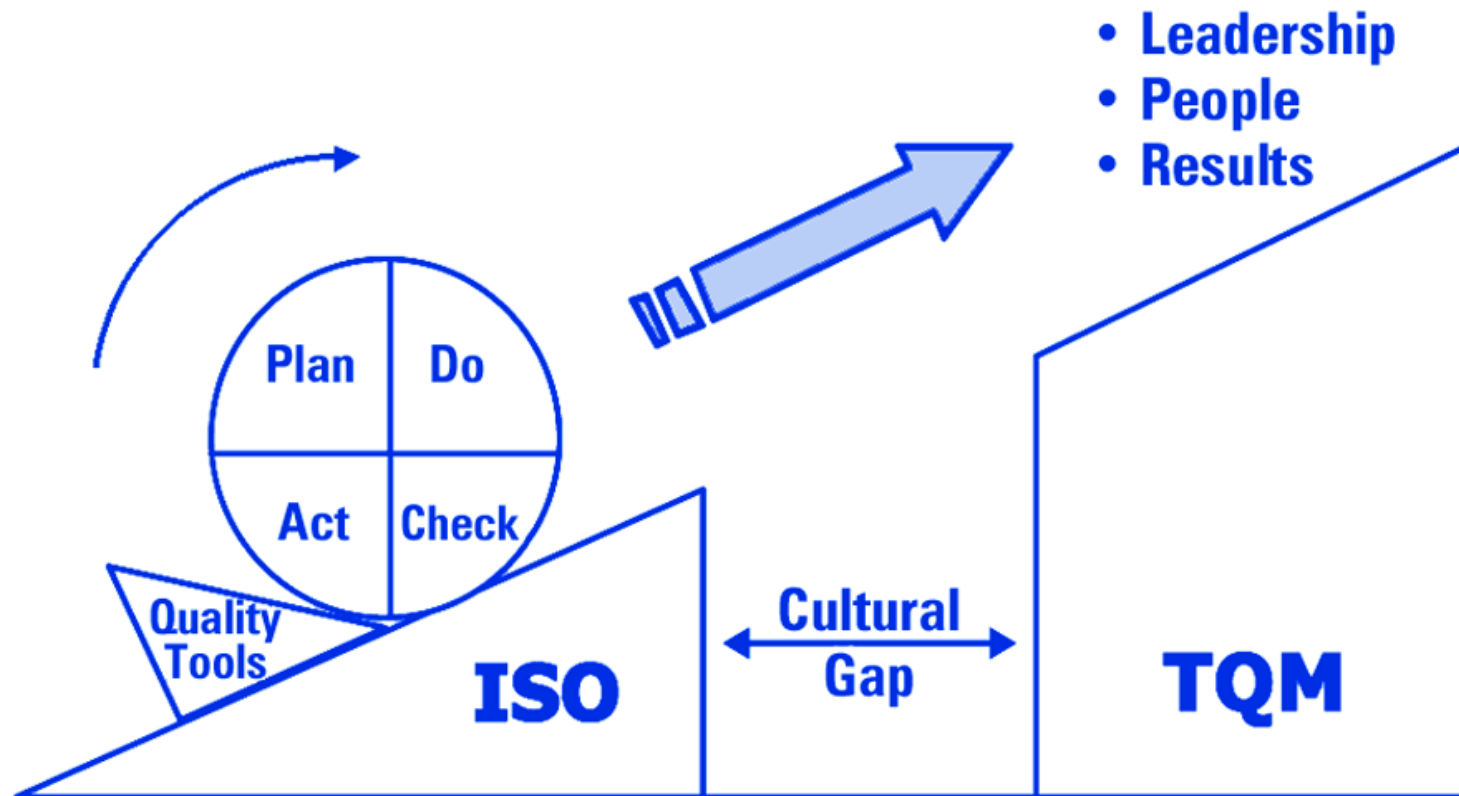 • Leadership
• People
• Results
Plan
Do
Act
Check
Quality
Tools
ISO
Cultural
Gap
TQM